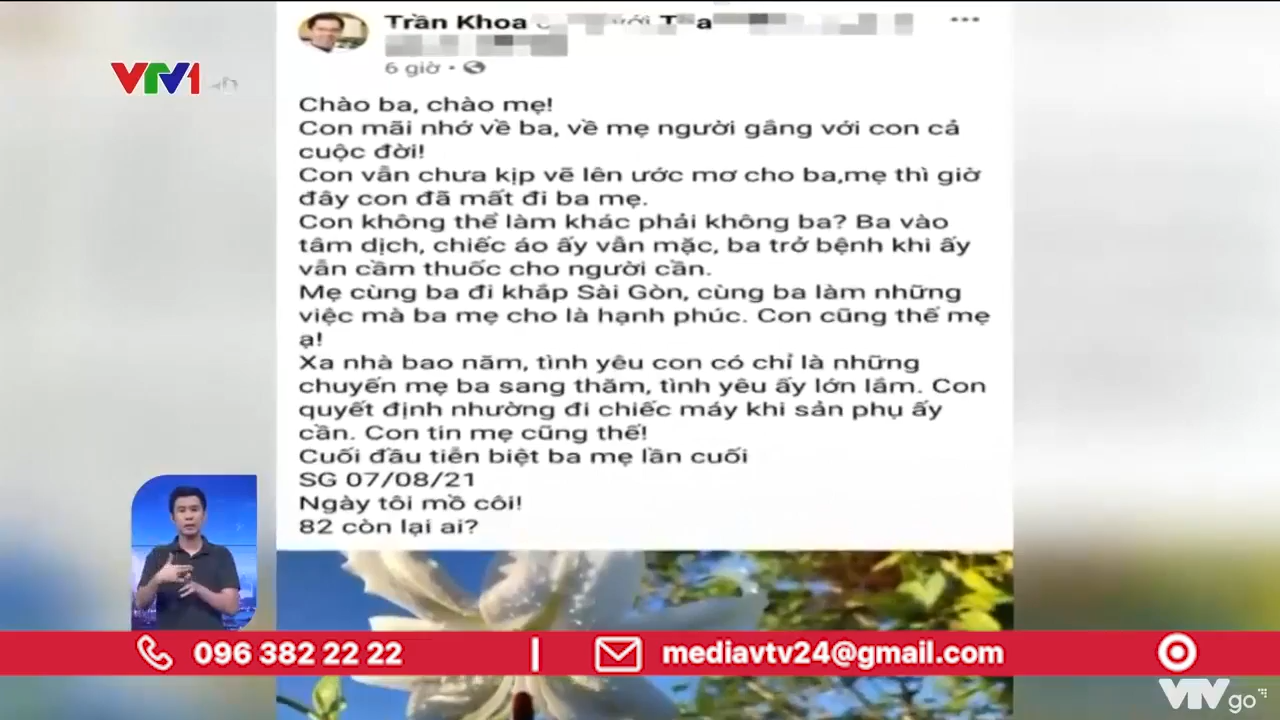 Trần Khoa
với
6 giờ
VTV1
Chào ba, chào mẹ!
Con mãi nhớ về ba, về mẹ người gâng với con cả
cuộc đời!
Con vẫn chưa kịp vẽ lên ước mơ cho ba,mẹ thì giờ
đây con đã mất đi ba mẹ.
Con không thể làm khác phải không ba? Ba vào
tâm dịch, chiếc áo ấy vẫn mặc, ba trở bệnh khi ấy
vẫn cầm thuốc cho người cần.
Mẹ cùng ba đi khắp Sài Gòn, cùng ba làm những
việc mà ba mẹ cho là hạnh phúc. Con cũng thế mẹ
ạ!
Xa nhà bao năm, tình yêu con có chỉ là những
chuyến mẹ ba sang thăm, tình yêu ấy lớn lắm. Con
quyết định nhường đi chiếc máy khi sản phụ ấy
cần. Con tin mẹ cũng thế!
Cuối đầu tiễn biệt ba mẹ lần cuối
SG 07/08/21
Ngày tôi mồ côi!
82 còn lại ai?
096 382 22 22
mediavtv24@gmail.com
VTV go